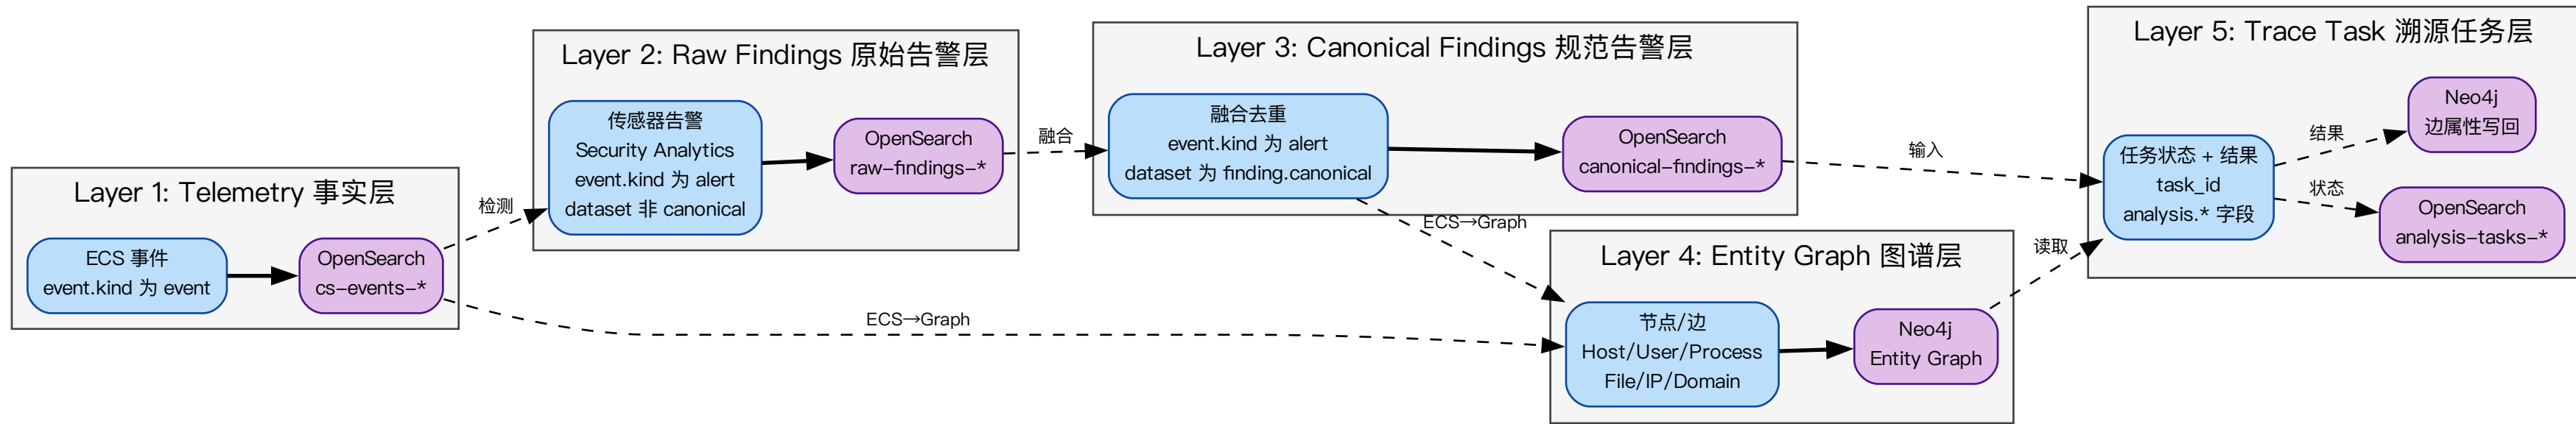 Layer 1: Telemetry 事实层
ECS 事件
event.kind 为 event
OpenSearch
cs-events-*
检测
ECS→Graph
Layer 2: Raw Findings 原始告警层
传感器告警
Security Analytics
event.kind 为 alert
dataset 非 canonical
OpenSearch
raw-findings-*
融合
Layer 3: Canonical Findings 规范告警层
融合去重
event.kind 为 alert
dataset 为 finding.canonical
OpenSearch
canonical-findings-*
输入
ECS→Graph
Layer 4: Entity Graph 图谱层
节点/边
Host/User/Process
File/IP/Domain
Neo4j
Entity Graph
读取
Layer 5: Trace Task 溯源任务层
任务状态 + 结果
task_id
analysis.* 字段
结果
Neo4j
边属性写回
状态
OpenSearch
analysis-tasks-*